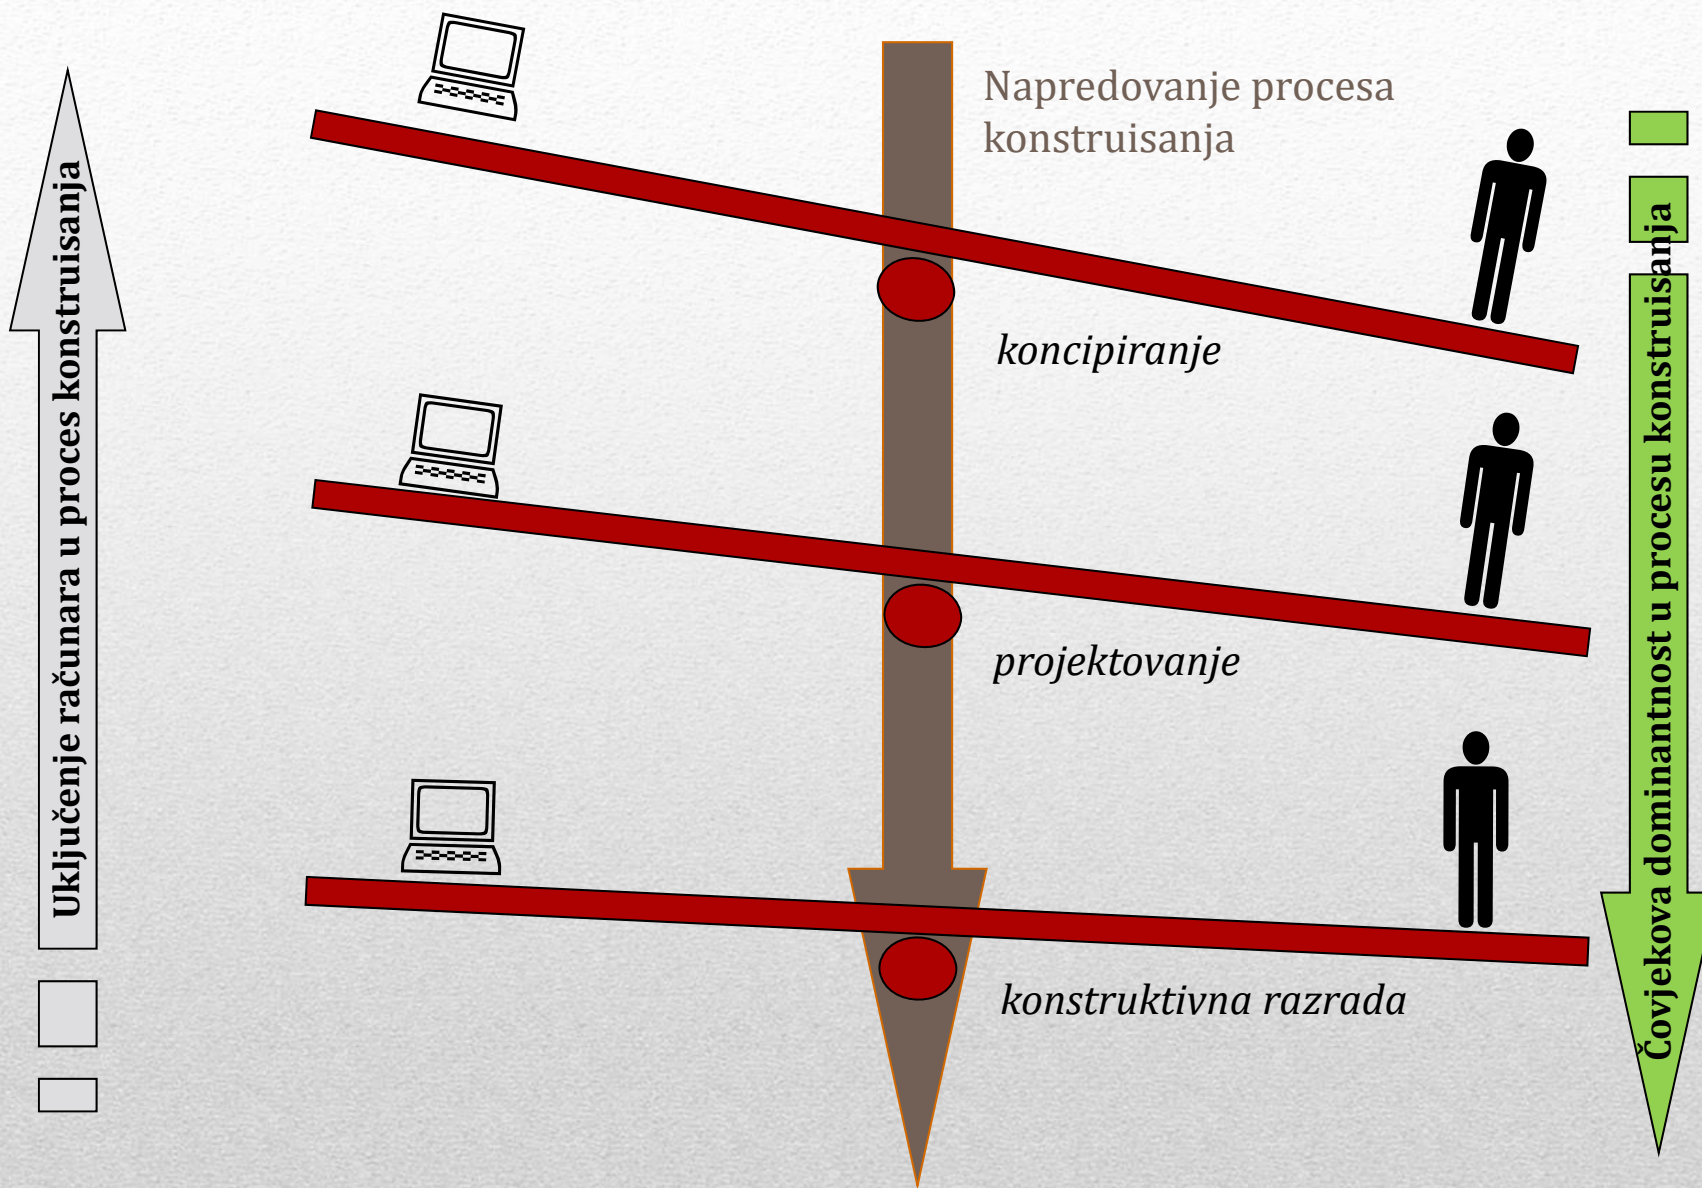 Napredovanje procesa
konstruisanja
Uključenje računara u proces konstruisanja
Čovjekova dominantnost u procesu konstruisanja
koncipiranje
projektovanje
konstruktivna razrada